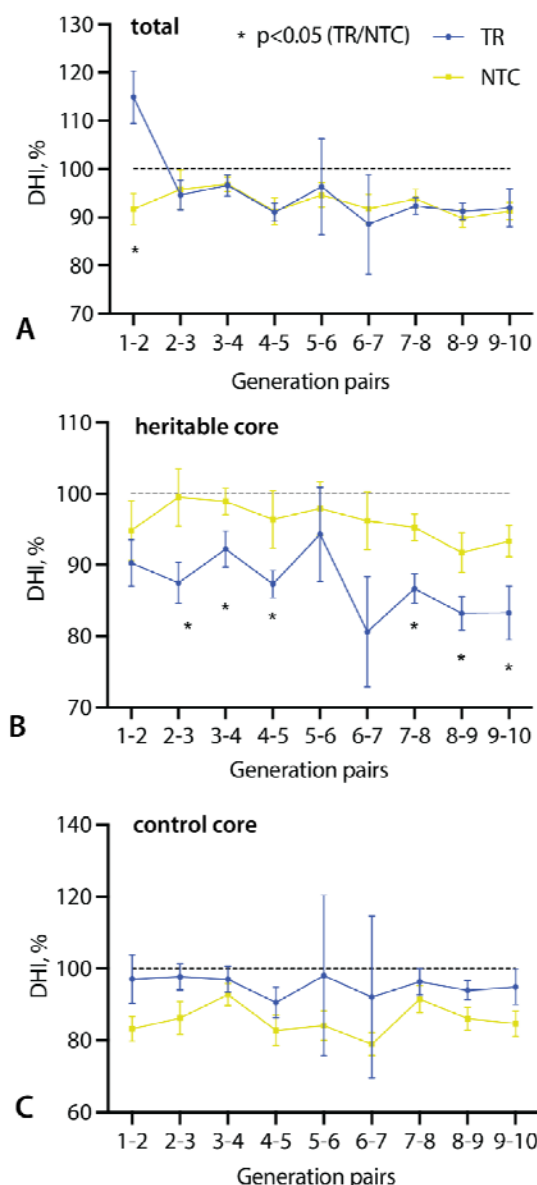 total
* p<0.05 (TR/NTC)
TR
NTC
130
120
110
100
90
80
70
DHI, %
*
A
1-2 2-3 3-4 4-5 5-6 6-7 7-8 8-9 9-10
Generation pairs
heritable core
110
100
90
80
70
DHI, %
* * * * * *
B
1-2 2-3 3-4 4-5 5-6 6-7 7-8 8-9 9-10
Generation pairs
control core
140
120
100
80
60
DHI, %
C
1-2 2-3 3-4 4-5 5-6 6-7 7-8 8-9 9-10
Generation pairs